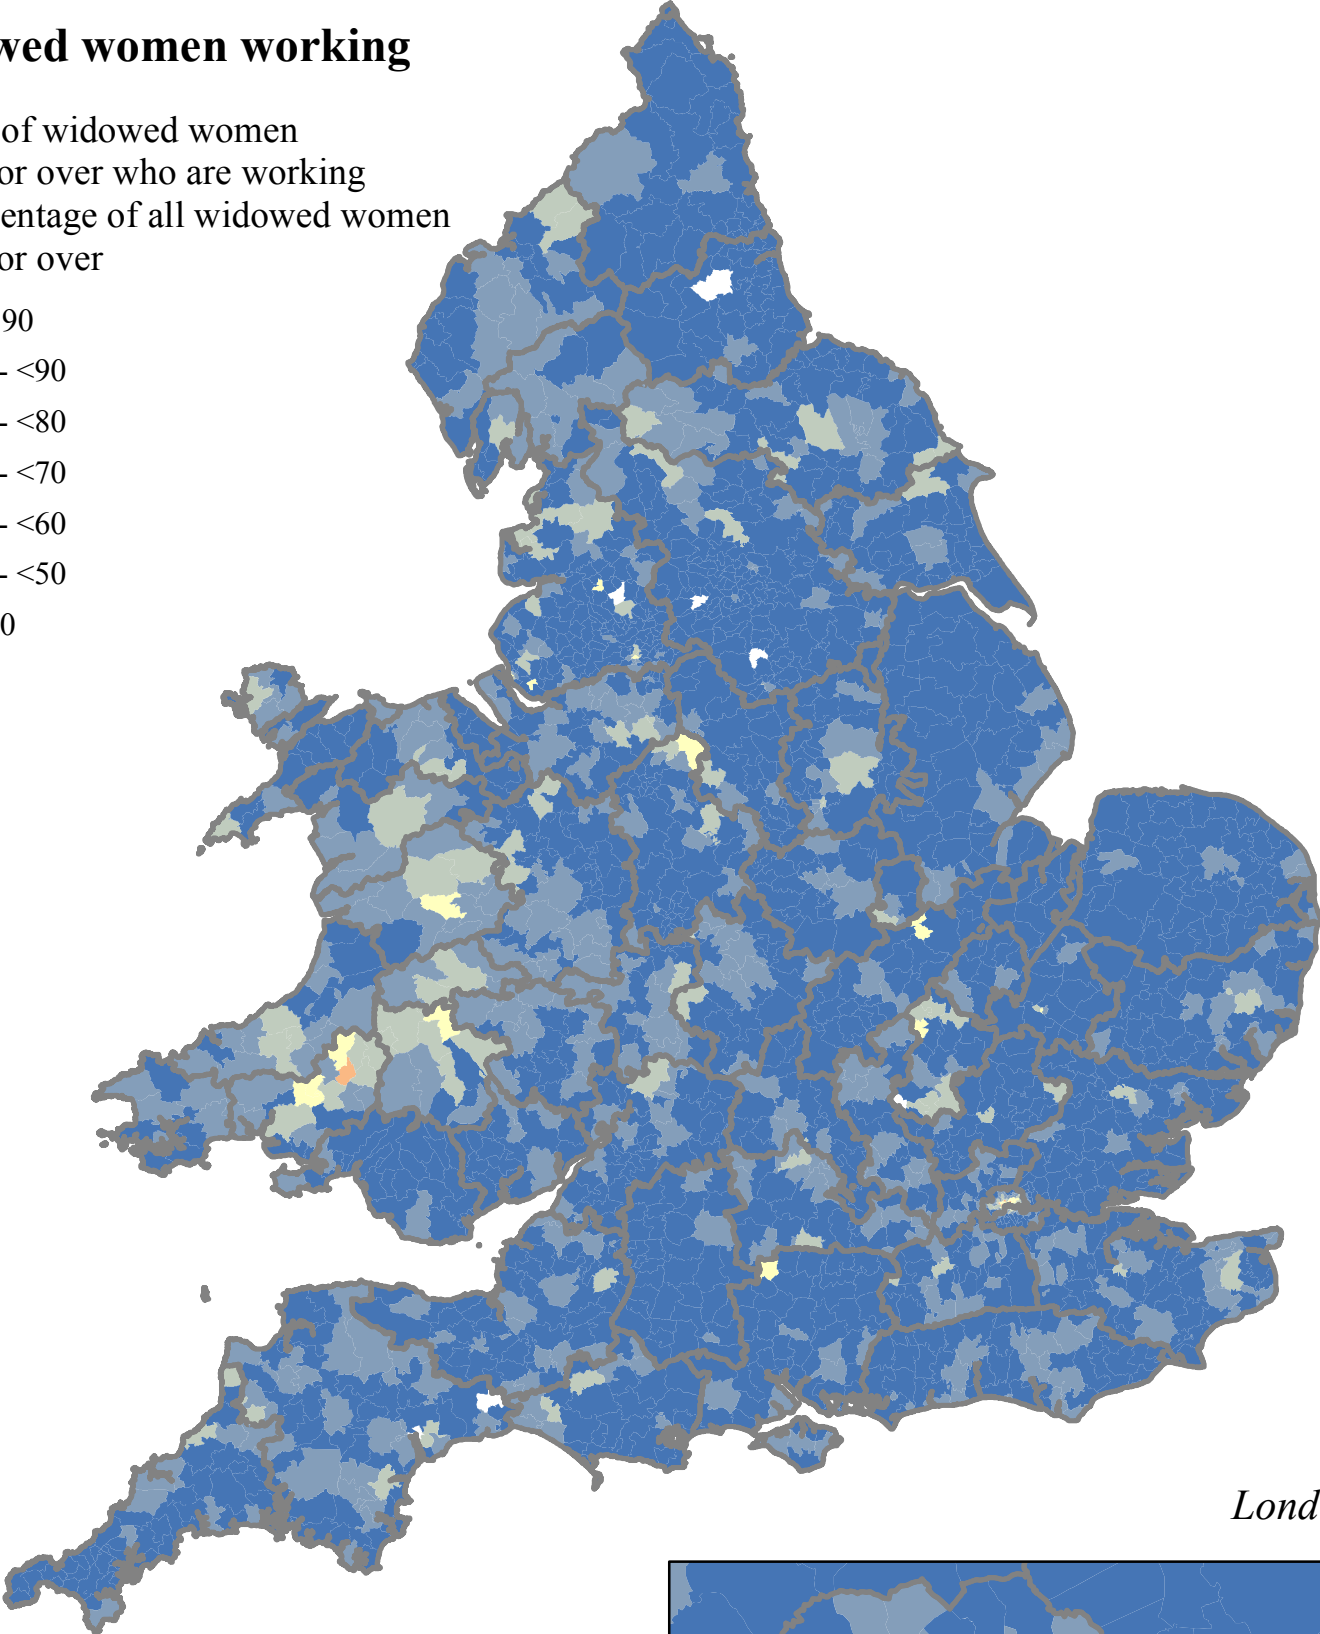 wed women working
of widowed women
or over who are working
entage of all widowed women
or over
90
- <90
- <80
- <70
- <60
- <50
0
Lond